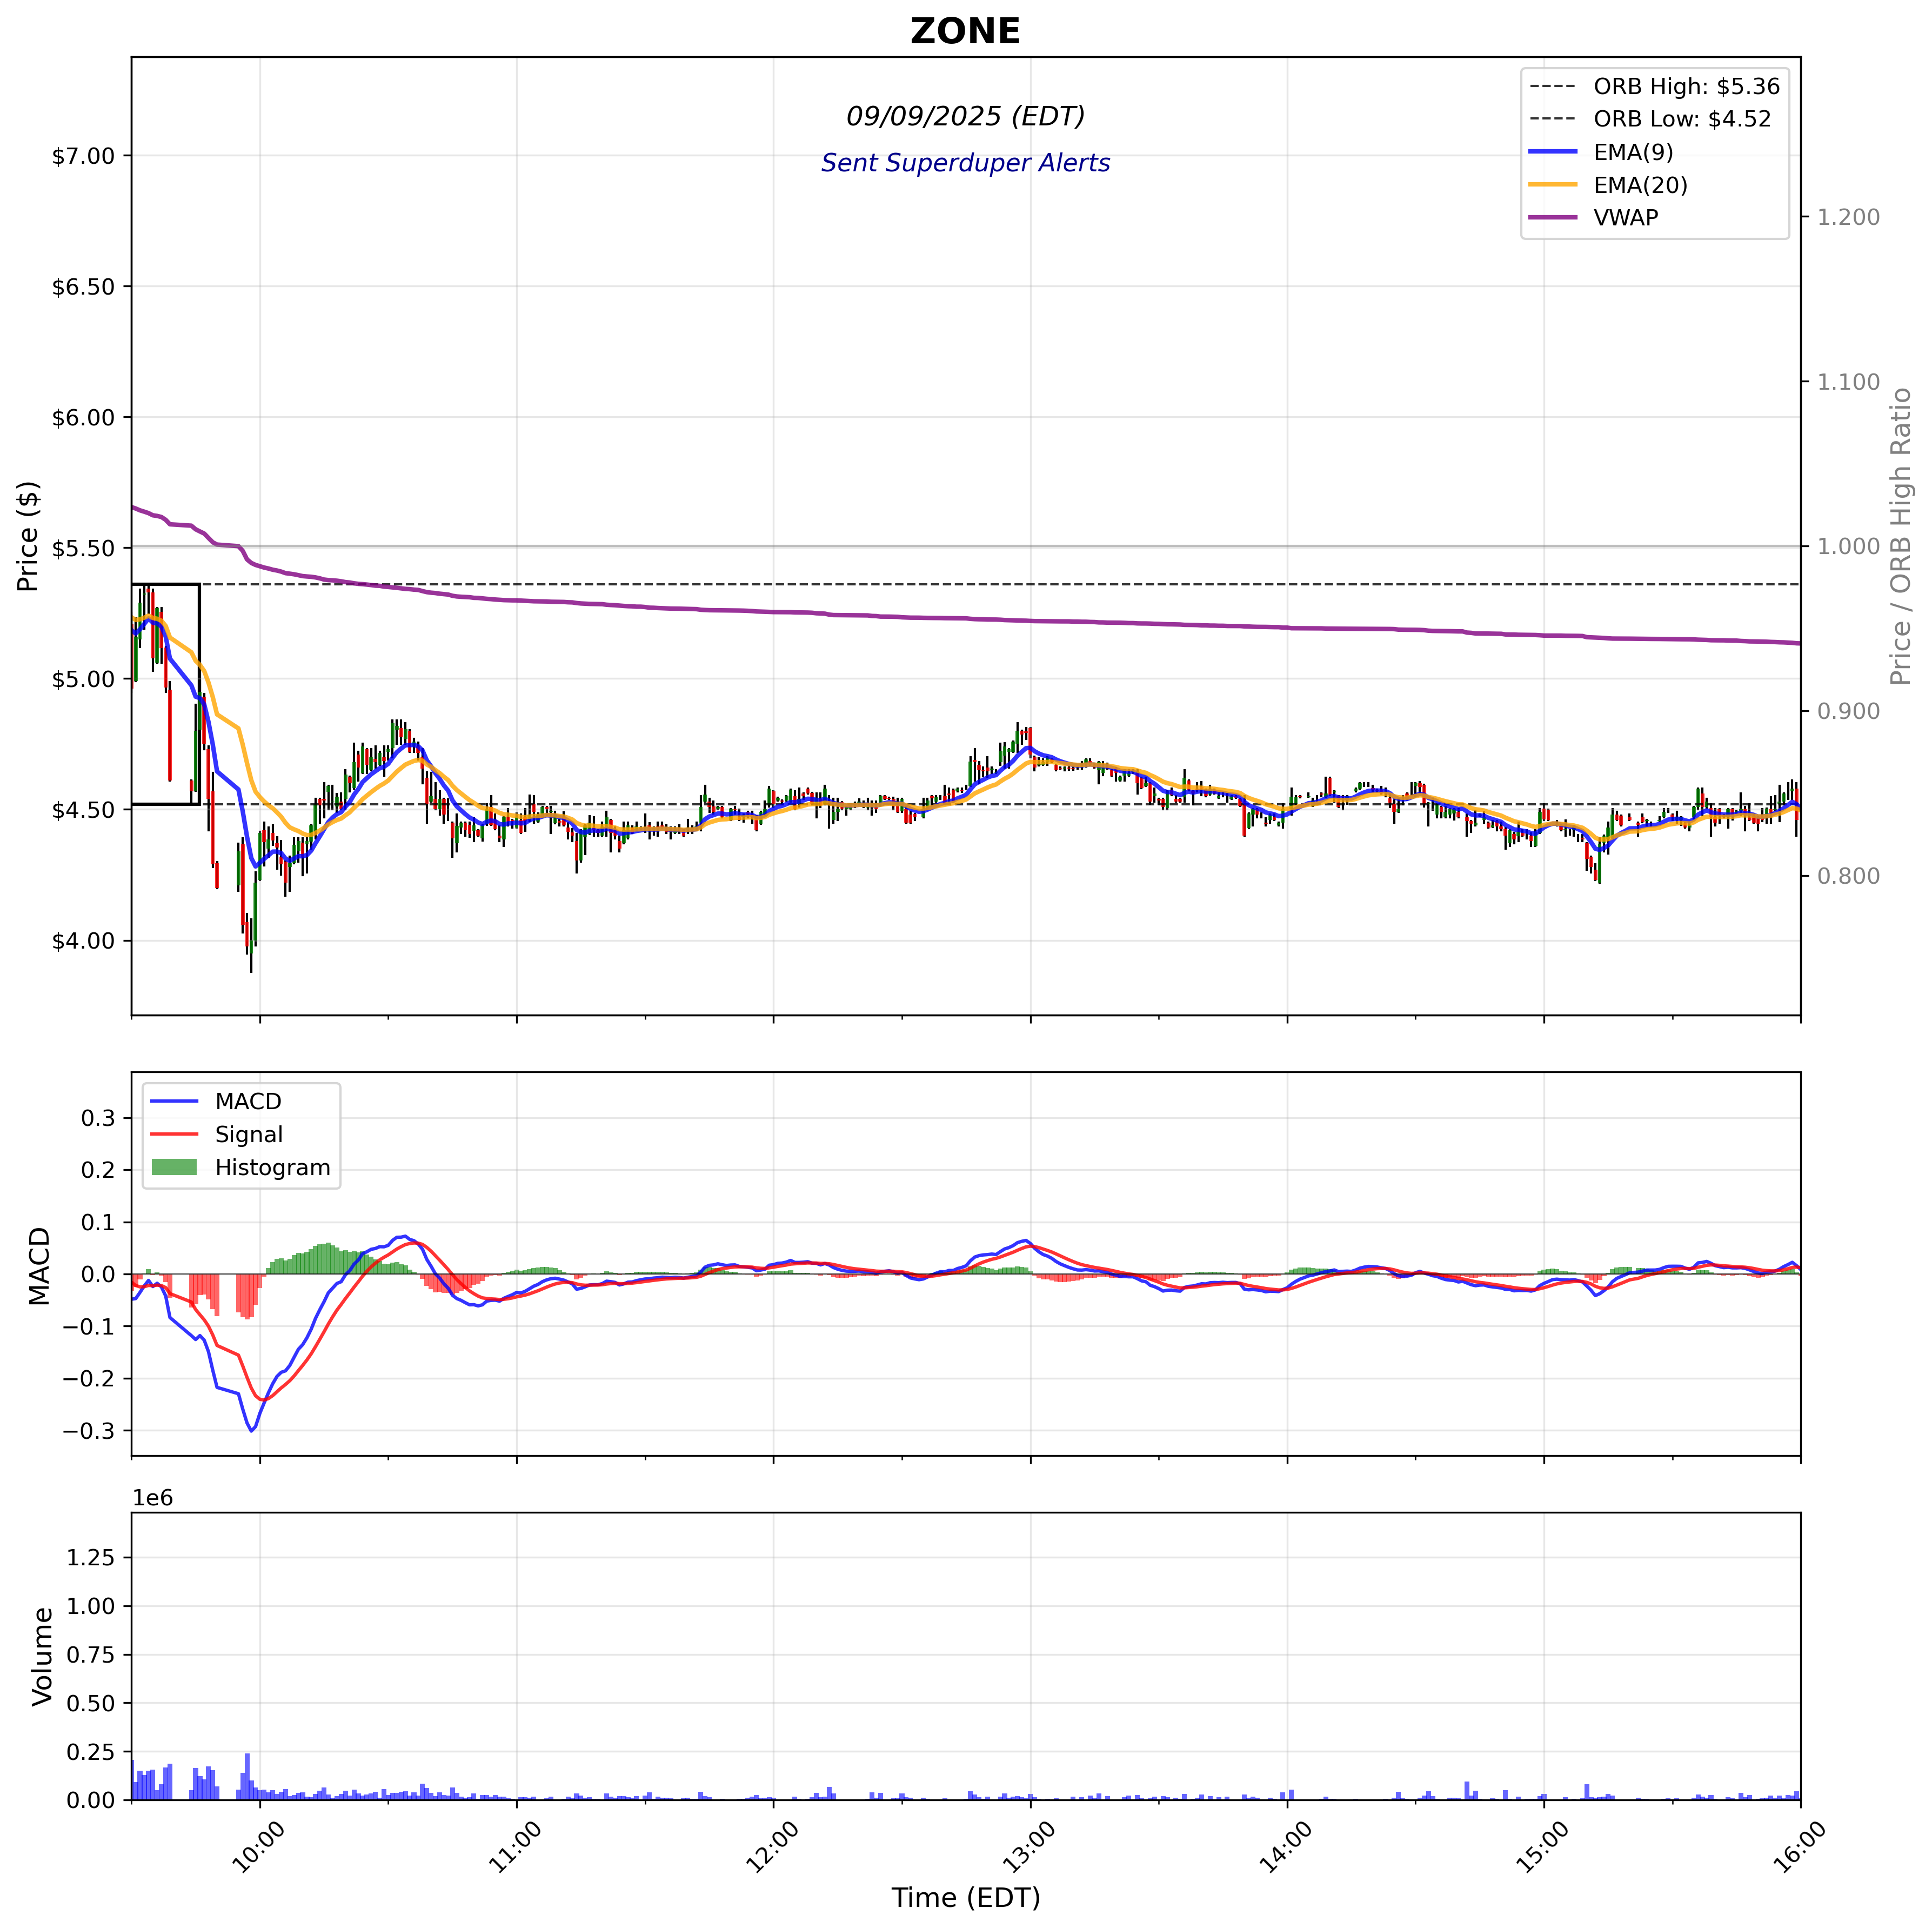 ZONE
09/09/2025 (EDT)
Sent Superduper Alerts
ORB High: $5.36
ORB Low: $4.52
EMA(9)
EMA(20)
VWAP
Price ($)
$7.00
$6.50
$6.00
$5.50
$5.00
$4.50
$4.00
1.200
1.100
1.000
0.900
0.800
Price / ORB High Ratio
MACD
Signal
Histogram
MACD
0.3
0.2
0.1
0.0
−0.1
−0.2
−0.3
1e6
Volume
1.25
1.00
0.75
0.50
0.25
0.00
10:00
11:00
12:00
13:00
14:00
15:00
16:00
Time (EDT)